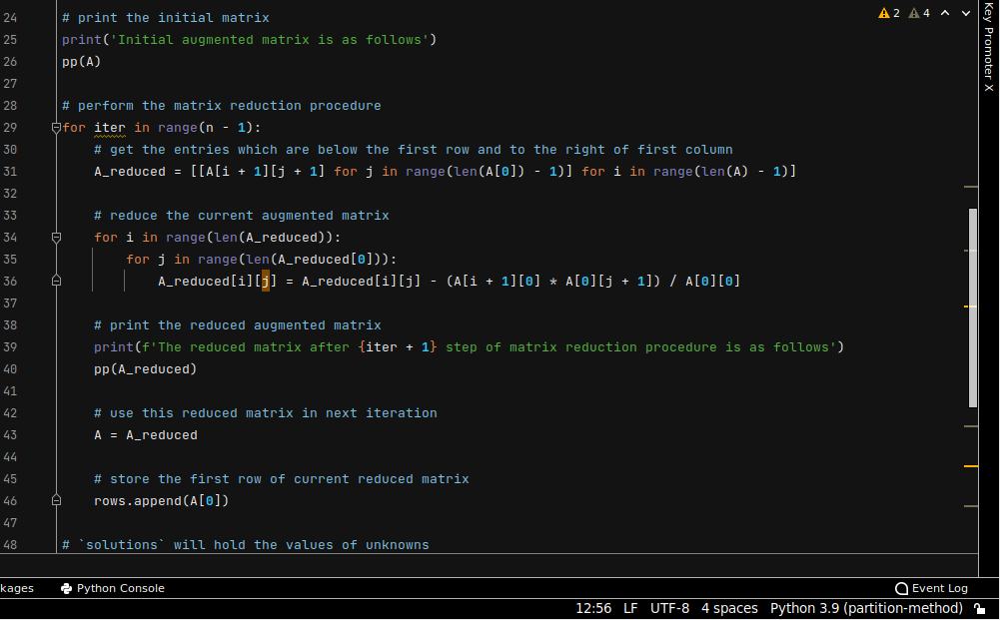 24 # print the initial matrix
25 print('Initial augmented matrix is as follows')
26 pp(A)
27
28 # perform the matrix reduction procedure
29 for iter in range(n - 1):
30     # get the entries which are below the first row and to the right of first column
31     A_reduced = [[A[i + 1][j + 1] for j in range(len(A[0]) - 1)] for i in range(len(A) - 1)]
32
33     # reduce the current augmented matrix
34     for i in range(len(A_reduced)):
35         for j in range(len(A_reduced[0])):
36             A_reduced[i][j] = A_reduced[i][j] - (A[i + 1][0] * A[0][j + 1]) / A[0][0]
37
38     # print the reduced augmented matrix
39     print(f'The reduced matrix after {iter + 1} step of matrix reduction procedure is as follows')
40     pp(A_reduced)
41
42     # use this reduced matrix in next iteration
43     A = A_reduced
44
45     # store the first row of current reduced matrix
46     rows.append(A[0])
47
48 # `solutions` will hold the values of unknowns
2 4
Key Promoter X
kages Python Console Event Log
12:56 LF UTF-8 4 spaces Python 3.9 (partition-method)